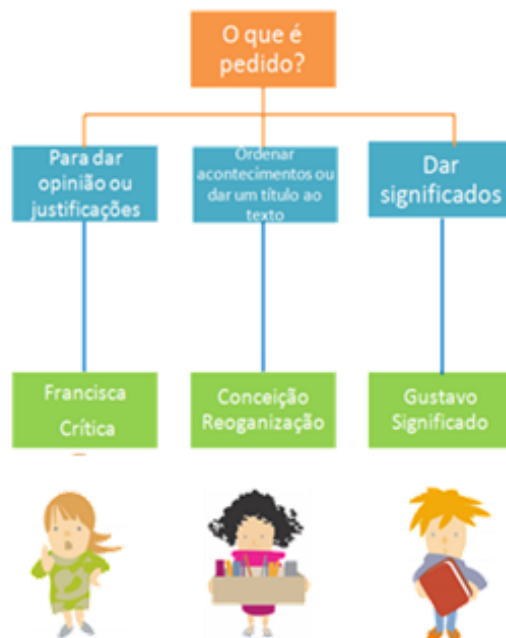 O que é
pedido?
Para dar
opinião ou
justificações
Ordenar
acontecimentos ou
dar um título ao
texto
Dar
significados
Francisca
Crítica
Conceição
Reoganização
Gustavo
Significado